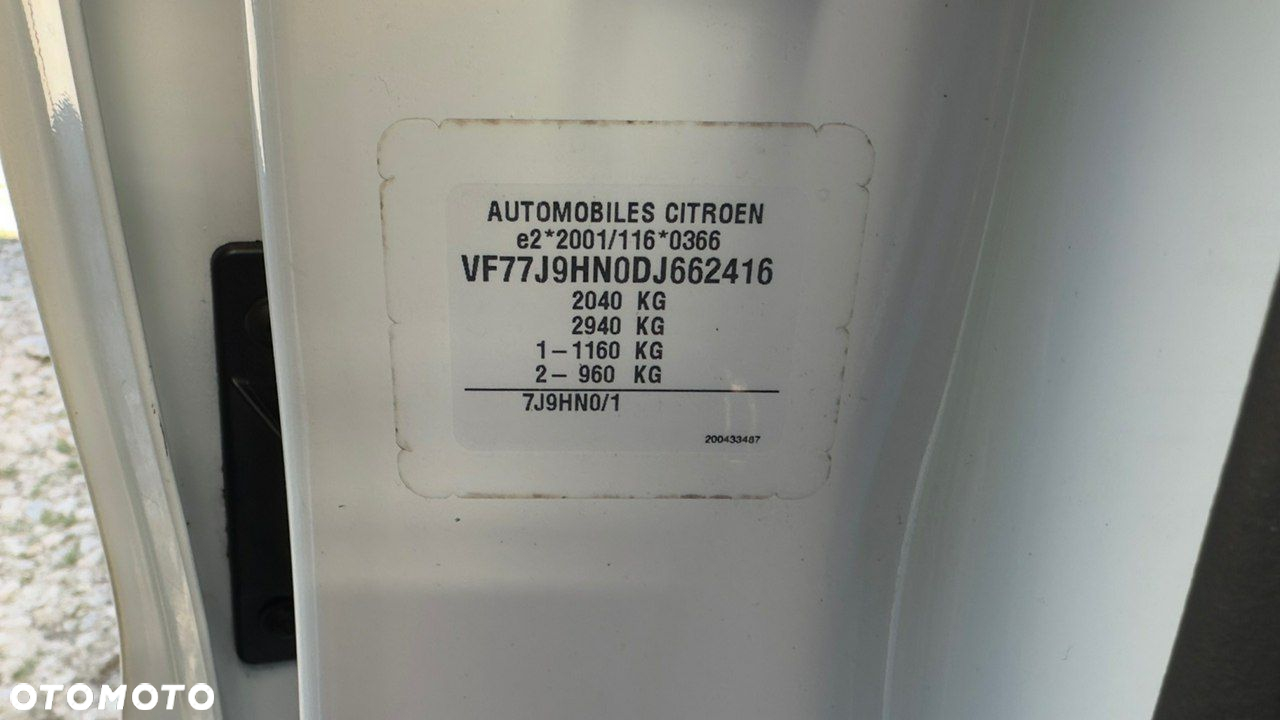 AUTOMOBILES CITROEN
e2*2001/116*0366
VF77J9HN0DJ662416
2040 KG
2940 KG
1-1160 KG
2- 960 KG
7J9HN0/1
200433487
OTOMOTO